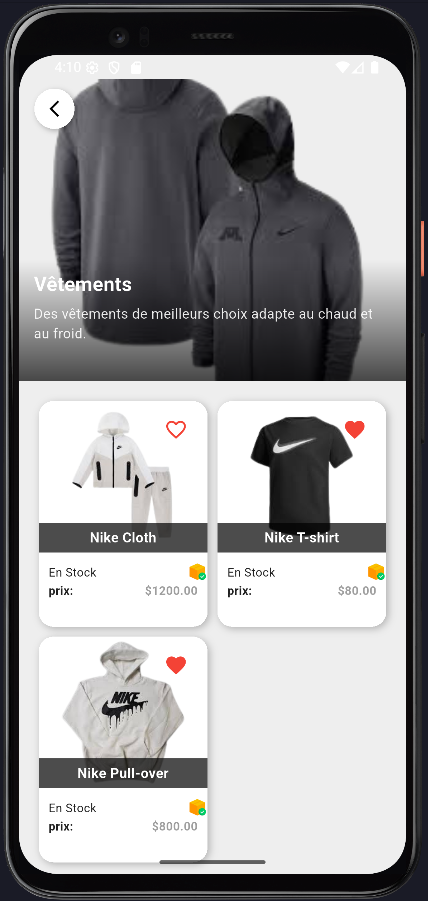 4:10
Vêtements
Des vêtements de meilleurs choix adapte au chaud et
au froid.
Nike Cloth
Nike T-shirt
En Stock
En Stock
prix: $1200.00
prix: $80.00
NIKE
Nike Pull-over
En Stock
prix: $800.00